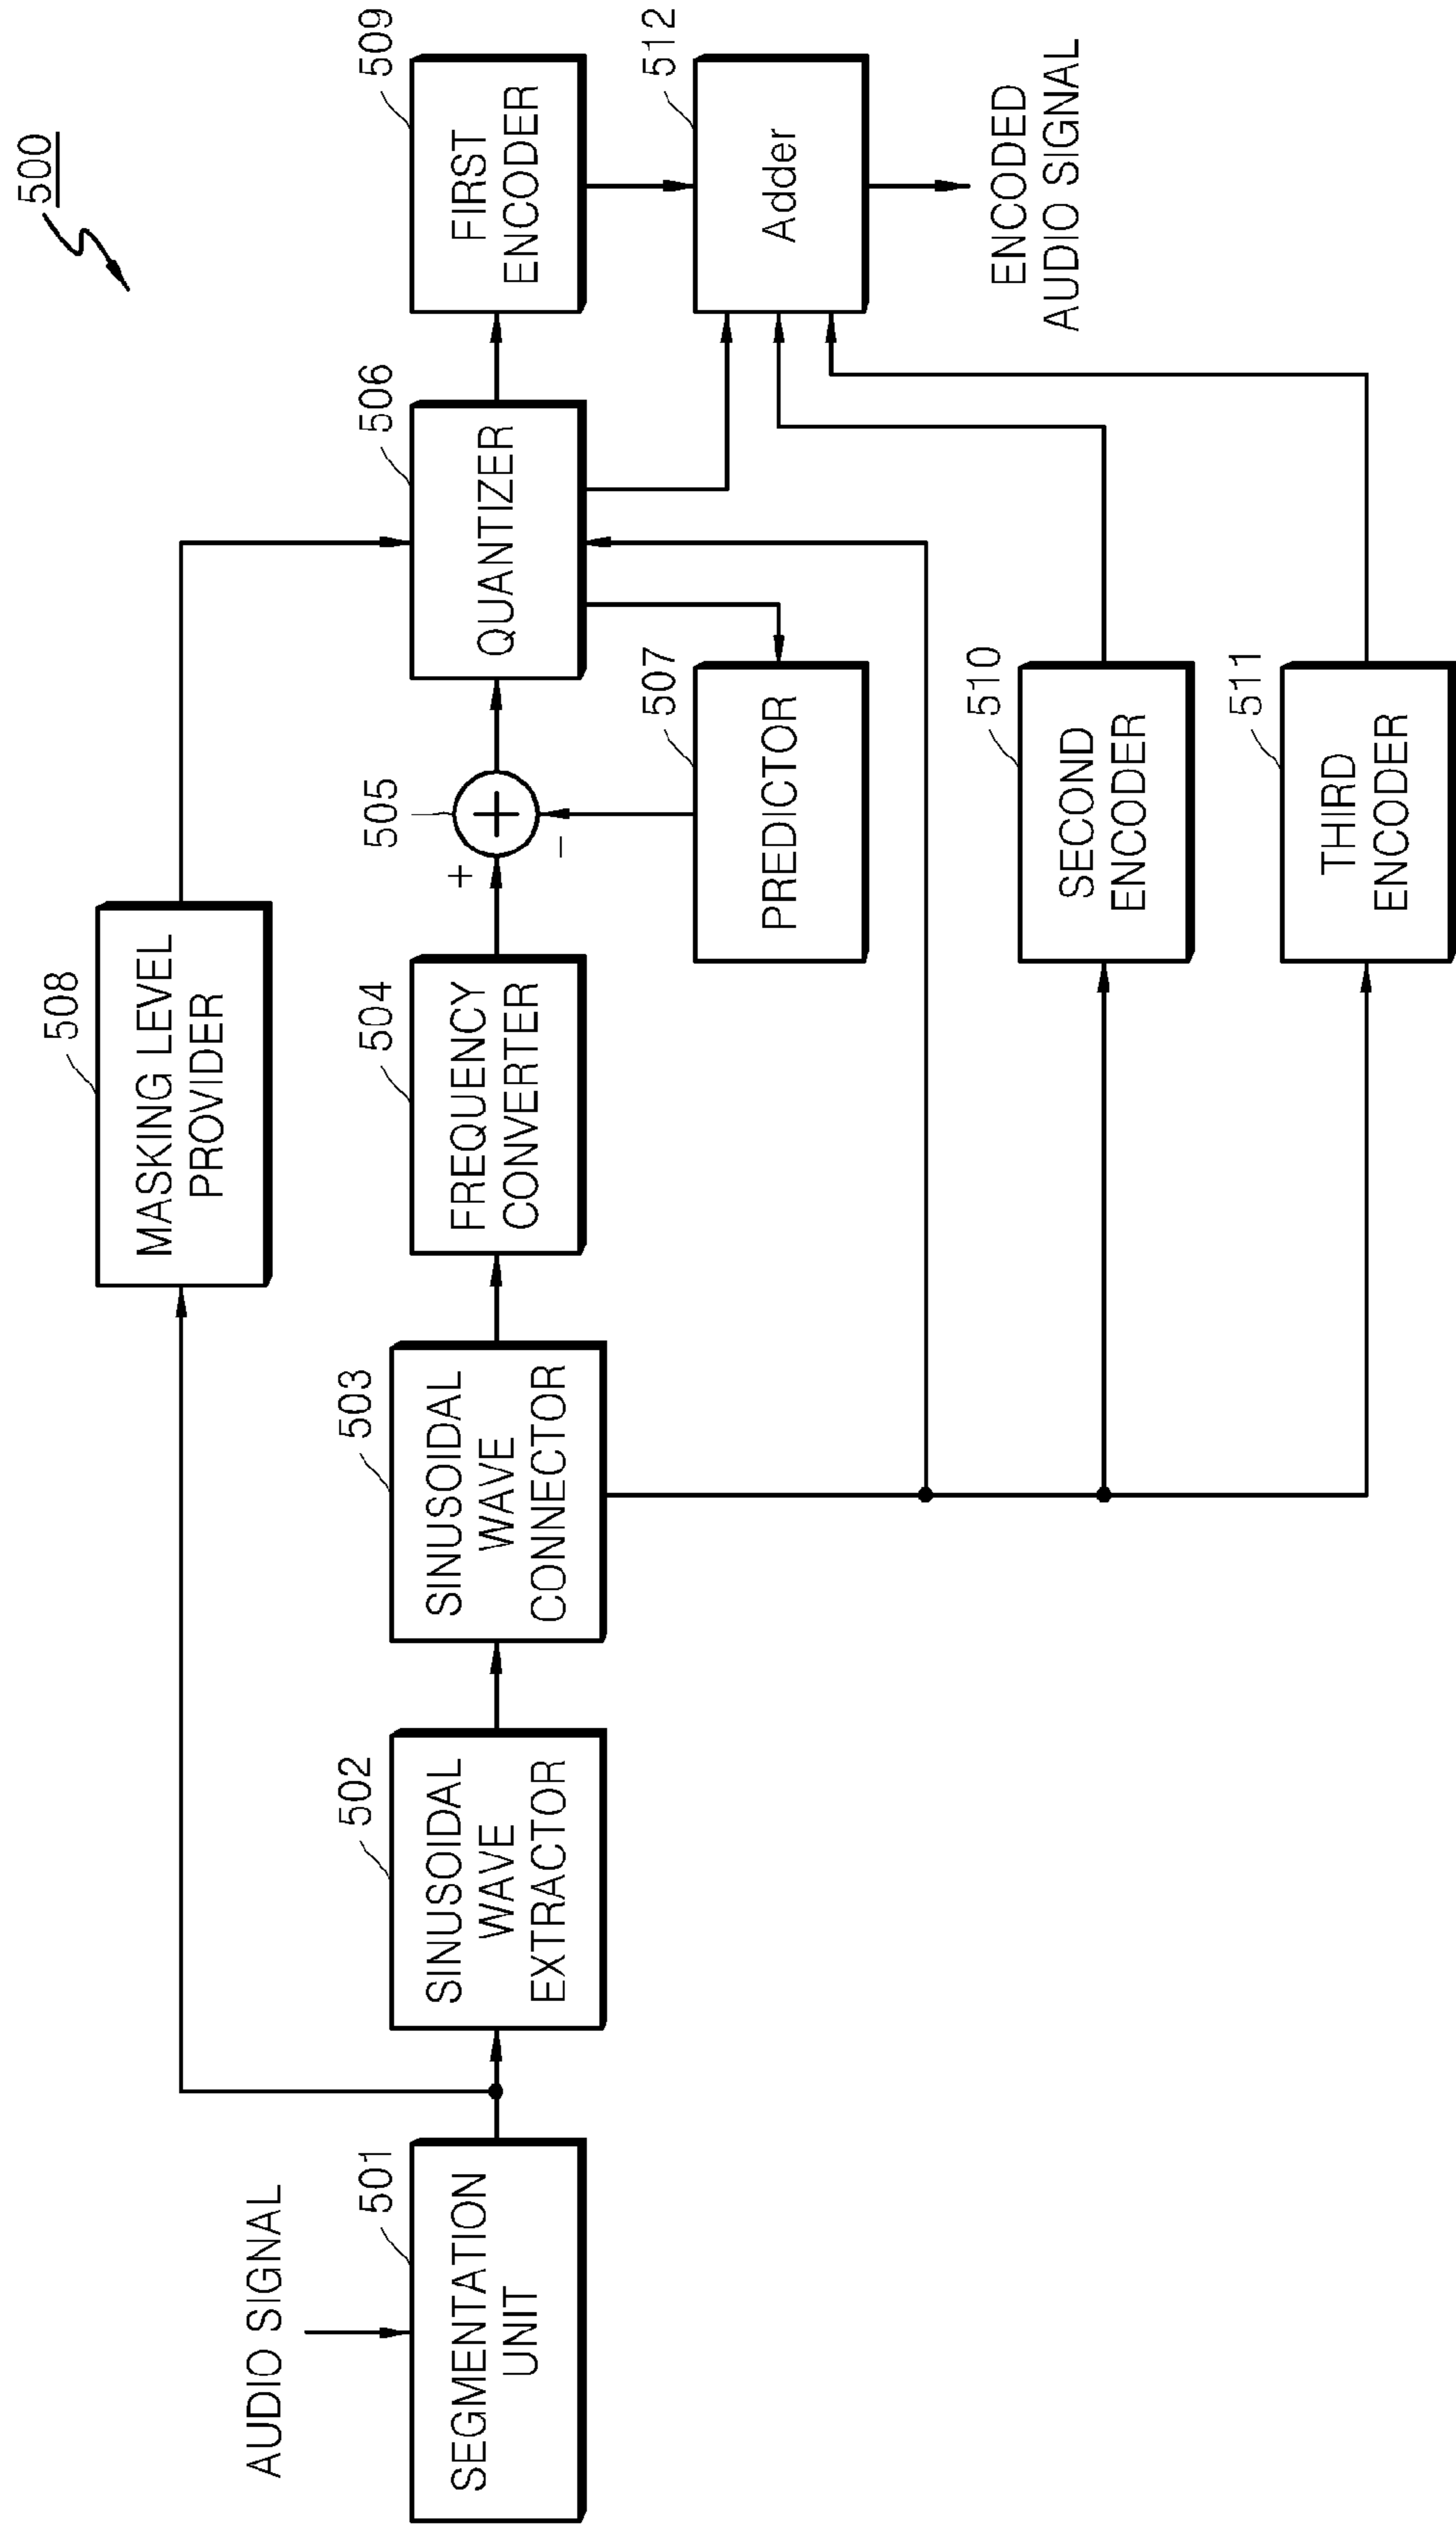 500
AUDIO SIGNAL
501
SEGMENTATION
UNIT
502
SINUSOIDAL
WAVE
EXTRACTOR
503
SINUSOIDAL
WAVE
CONNECTOR
508
MASKING LEVEL
PROVIDER
504
FREQUENCY
CONVERTER
505
+
+
−
507
PREDICTOR
506
QUANTIZER
509
FIRST
ENCODER
510
SECOND
ENCODER
511
THIRD
ENCODER
512
Adder
ENCODED
AUDIO SIGNAL